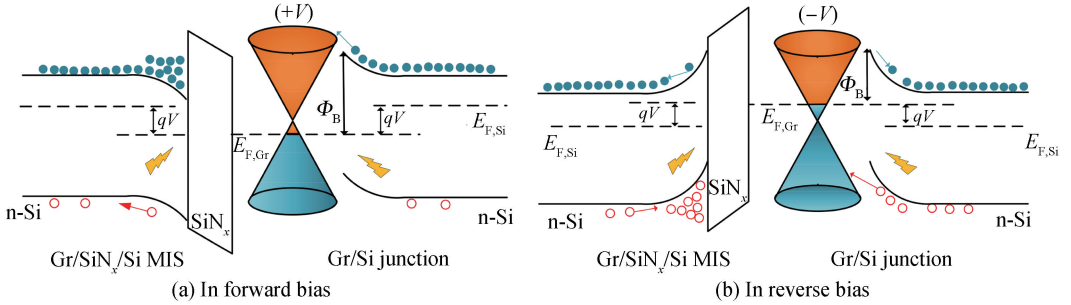 (+V)
qV
Φ_B
qV
E_F,Si
E_F,Gr
n-Si
SiN_x
n-Si
Gr/SiN_x/Si MIS
Gr/Si junction
(a) In forward bias
(−V)
Φ_B
qV
qV
E_F,Gr
E_F,Si
E_F,Si
n-Si
SiN_x
n-Si
Gr/SiN_x/Si MIS
Gr/Si junction
(b) In reverse bias